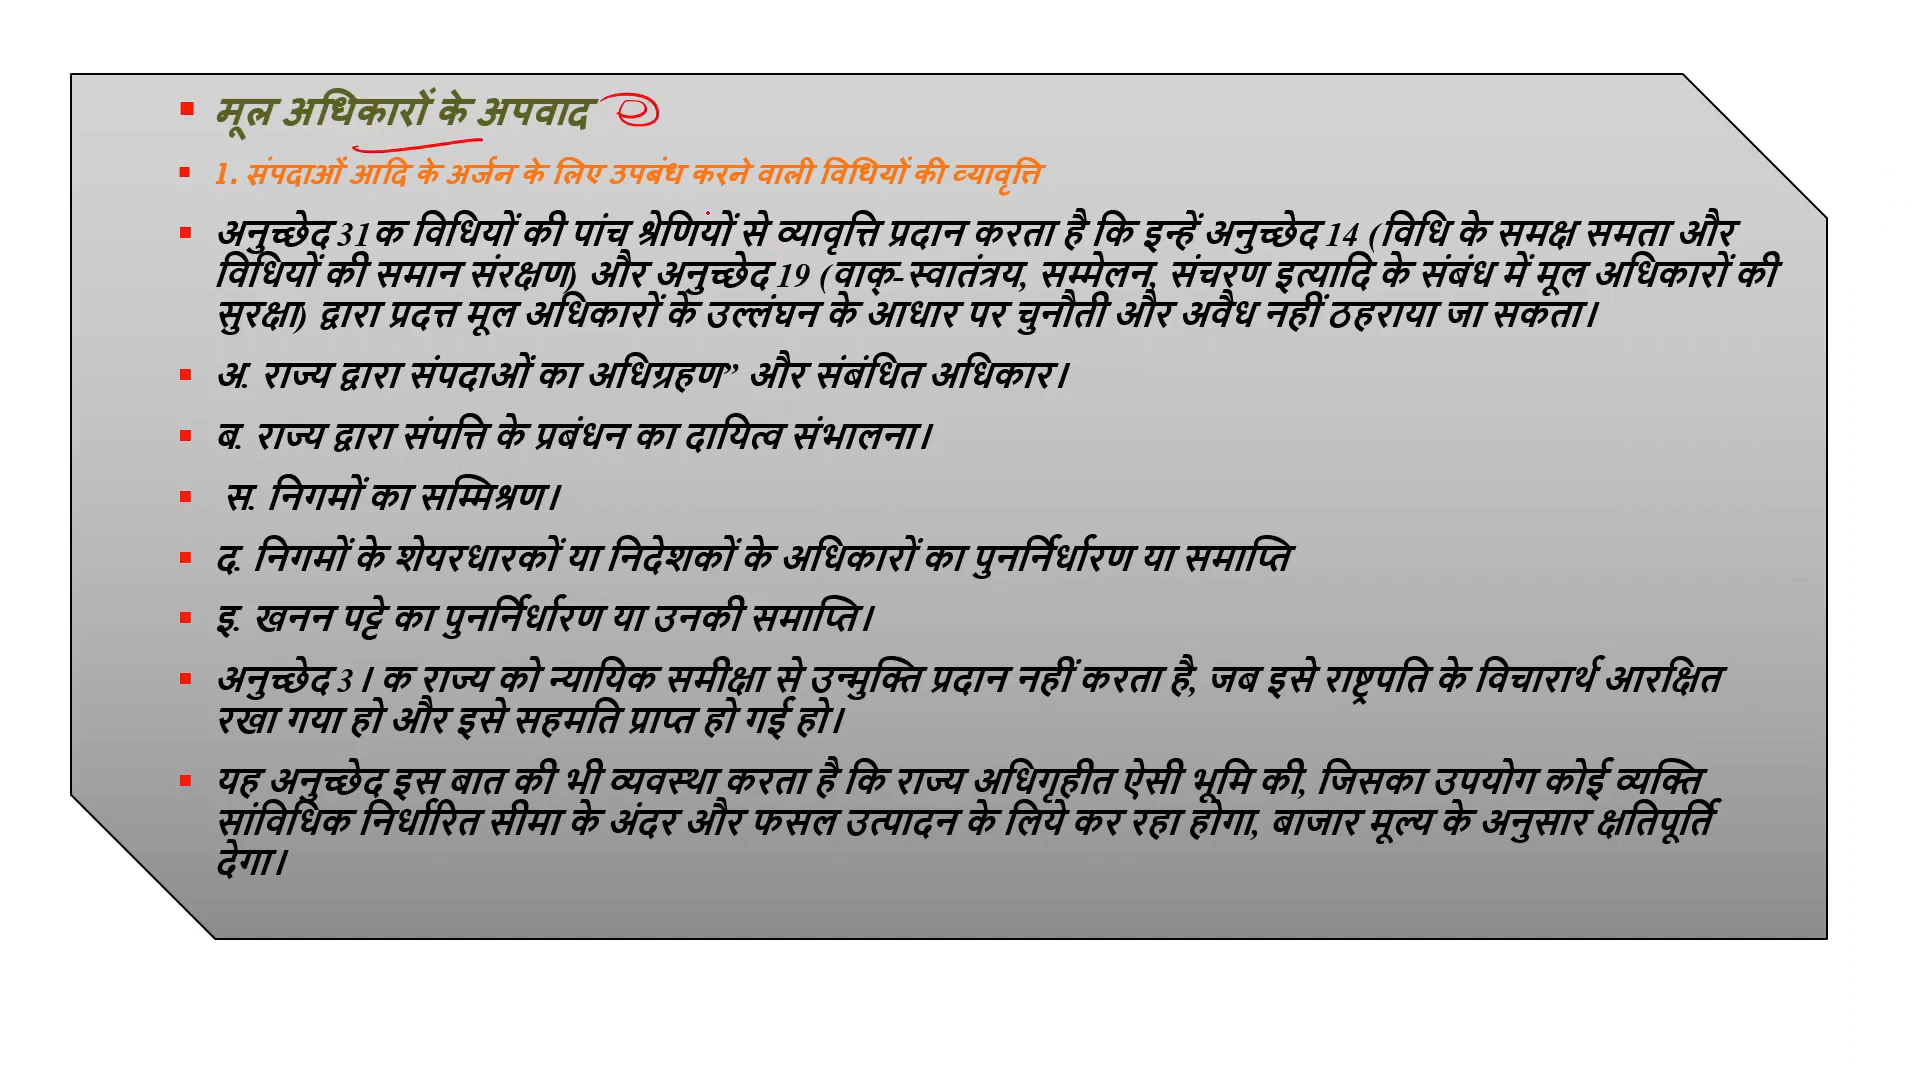 मूल अधिकारों के अपवाद
1. संपदाओं आदि के अर्जन के लिए उपबंध करने वाली विधियों की व्यावृत्ति
अनुच्छेद 31क विधियों की पांच श्रेणियों से व्यावृत्ति प्रदान करता है कि इन्हें अनुच्छेद 14 (विधि के समक्ष समता और
विधियों की समान संरक्षण) और अनुच्छेद 19 (वाक्-स्वातंत्रय, सम्मेलन, संचरण इत्यादि के संबंध में मूल अधिकारों की
सुरक्षा) द्वारा प्रदत्त मूल अधिकारों के उल्लंघन के आधार पर चुनौती और अवैध नहीं ठहराया जा सकता।
अ. राज्य द्वारा संपदाओं का अधिग्रहण” और संबंधित अधिकार।
ब. राज्य द्वारा संपत्ति के प्रबंधन का दायित्व संभालना।
स. निगमों का सम्मिश्रण।
द. निगमों के शेयरधारकों या निदेशकों के अधिकारों का पुनर्निर्धारण या समाप्ति
इ. खनन पट्टे का पुनर्निर्धारण या उनकी समाप्ति।
अनुच्छेद 3। क राज्य को न्यायिक समीक्षा से उन्मुक्ति प्रदान नहीं करता है, जब इसे राष्ट्रपति के विचारार्थ आरक्षित
रखा गया हो और इसे सहमति प्राप्त हो गई हो।
यह अनुच्छेद इस बात की भी व्यवस्था करता है कि राज्य अधिगृहीत ऐसी भूमि की, जिसका उपयोग कोई व्यक्ति
सांविधिक निर्धारित सीमा के अंदर और फसल उत्पादन के लिये कर रहा होगा, बाजार मूल्य के अनुसार क्षतिपूर्ति
देगा।